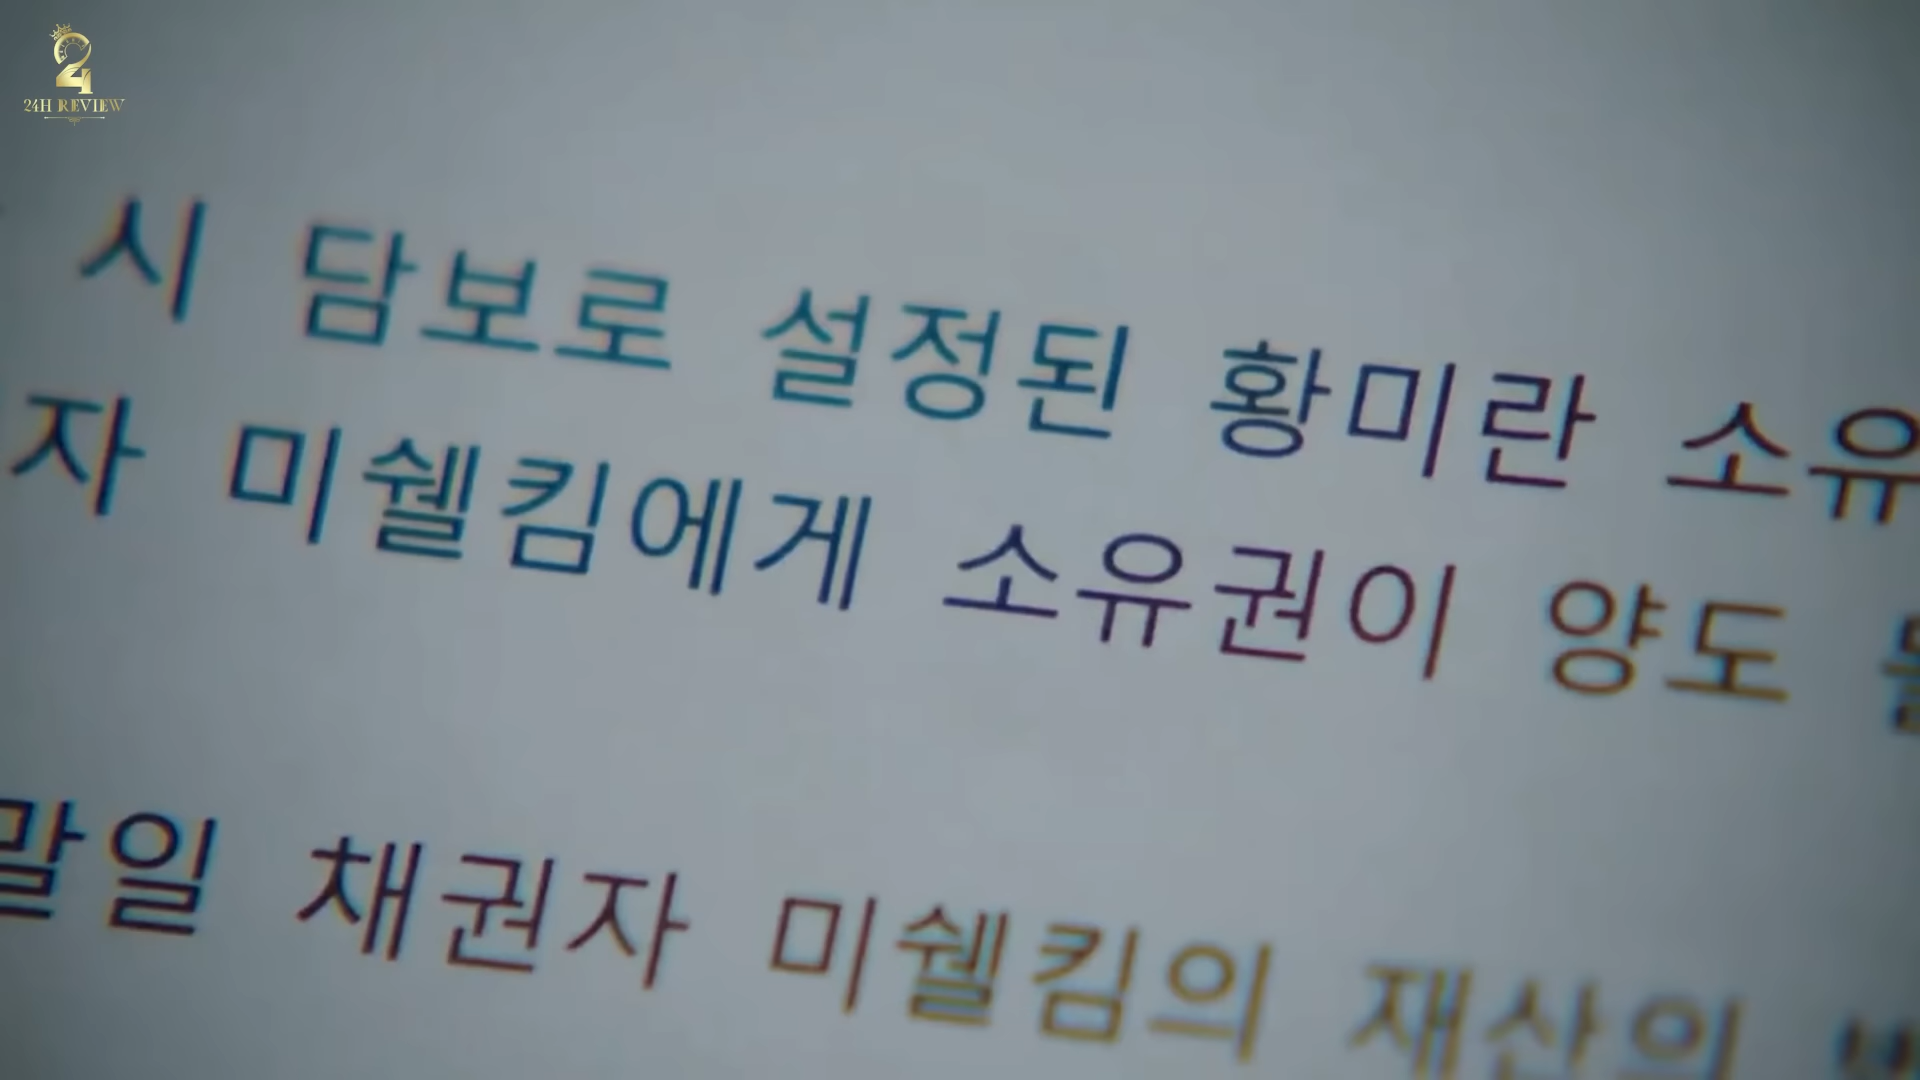 24H REVIEW
시 담보로 설정된 황미란 소유
자 미쉘킴에게 소유권이 양도
말일 채권자 미쉘킴의 재산의